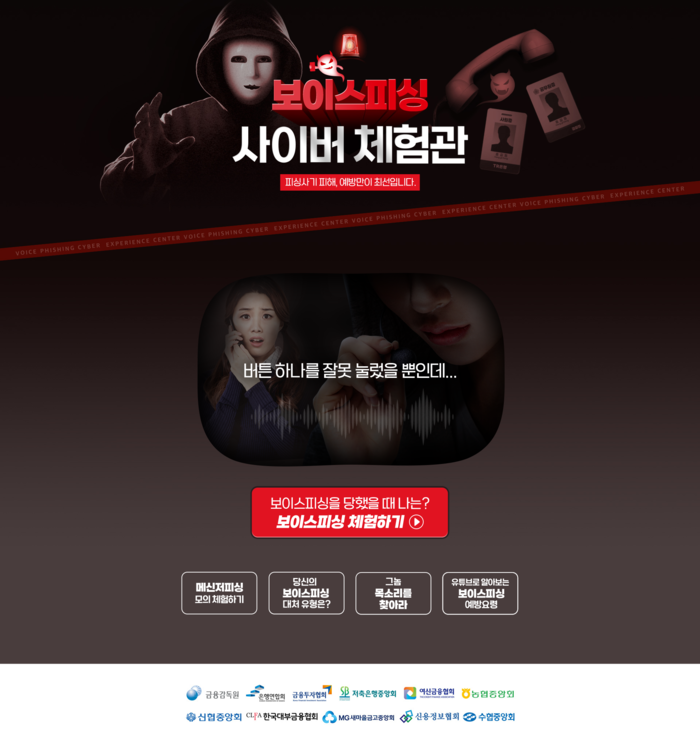 보이스피싱
사이버 체험관
피싱사기 피해, 예방만이 최선입니다.
VOICE PHISHING CYBER EXPERIENCE CENTER VOICE PHISHING CYBER EXPERIENCE CENTER VOICE PHISHING CYBER EXPERIENCE CENTER VOICE PHISHING CYBER EXPERIENCE CENTER
버튼 하나를 잘못 눌렀을 뿐인데...
보이스피싱을 당했을 때 나는?
보이스피싱 체험하기
메신저피싱
모의 체험하기
당신의
보이스피싱
대처 유형은?
그놈
목소리를
찾아라
유튜브로 알아보는
보이스피싱
예방요령
금융감독원 은행연합회 금융투자협회 저축은행중앙회 여신금융협회 농협중앙회
신협중앙회 한국대부금융협회 MG새마을금고중앙회 신용정보협회 수협중앙회